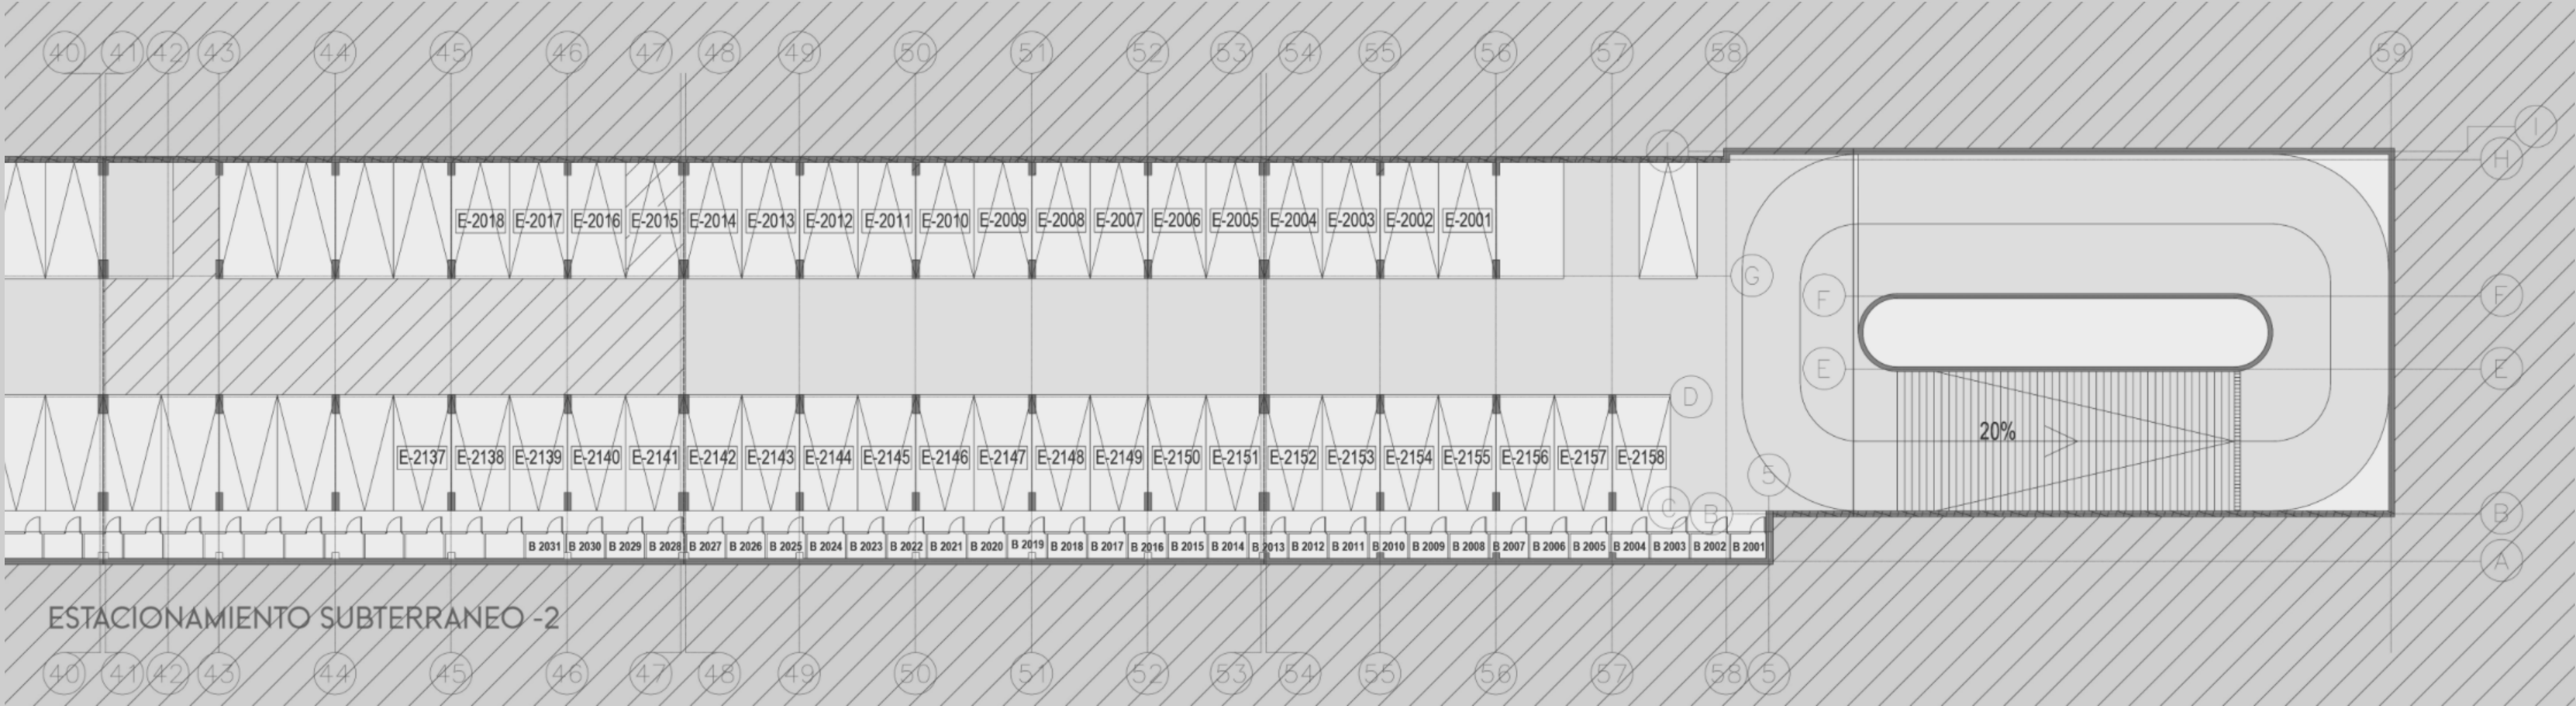 40 41 42 43 44 45 46 47 48 49 50 51 52 53 54 55 56 57 58 59
I
I
H
E-2018 E-2017 E-2016 E-2015 E-2014 E-2013 E-2012 E-2011 E-2010 E-2009 E-2008 E-2007 E-2006 E-2005 E-2004 E-2003 E-2002 E-2001
G
F F
E E
D
20%
E-2137 E-2138 E-2139 E-2140 E-2141 E-2142 E-2143 E-2144 E-2145 E-2146 E-2147 E-2148 E-2149 E-2150 E-2151 E-2152 E-2153 E-2154 E-2155 E-2156 E-2157 E-2158
5
C B B
B 2031 B 2030 B 2029 B 2028 B 2027 B 2026 B 2025 B 2024 B 2023 B 2022 B 2021 B 2020 B 2019 B 2018 B 2017 B 2016 B 2015 B 2014 B 2013 B 2012 B 2011 B 2010 B 2009 B 2008 B 2007 B 2006 B 2005 B 2004 B 2003 B 2002 B 2001
A
ESTACIONAMIENTO SUBTERRANEO -2
40 41 42 43 44 45 46 47 48 49 50 51 52 53 54 55 56 57 58 5